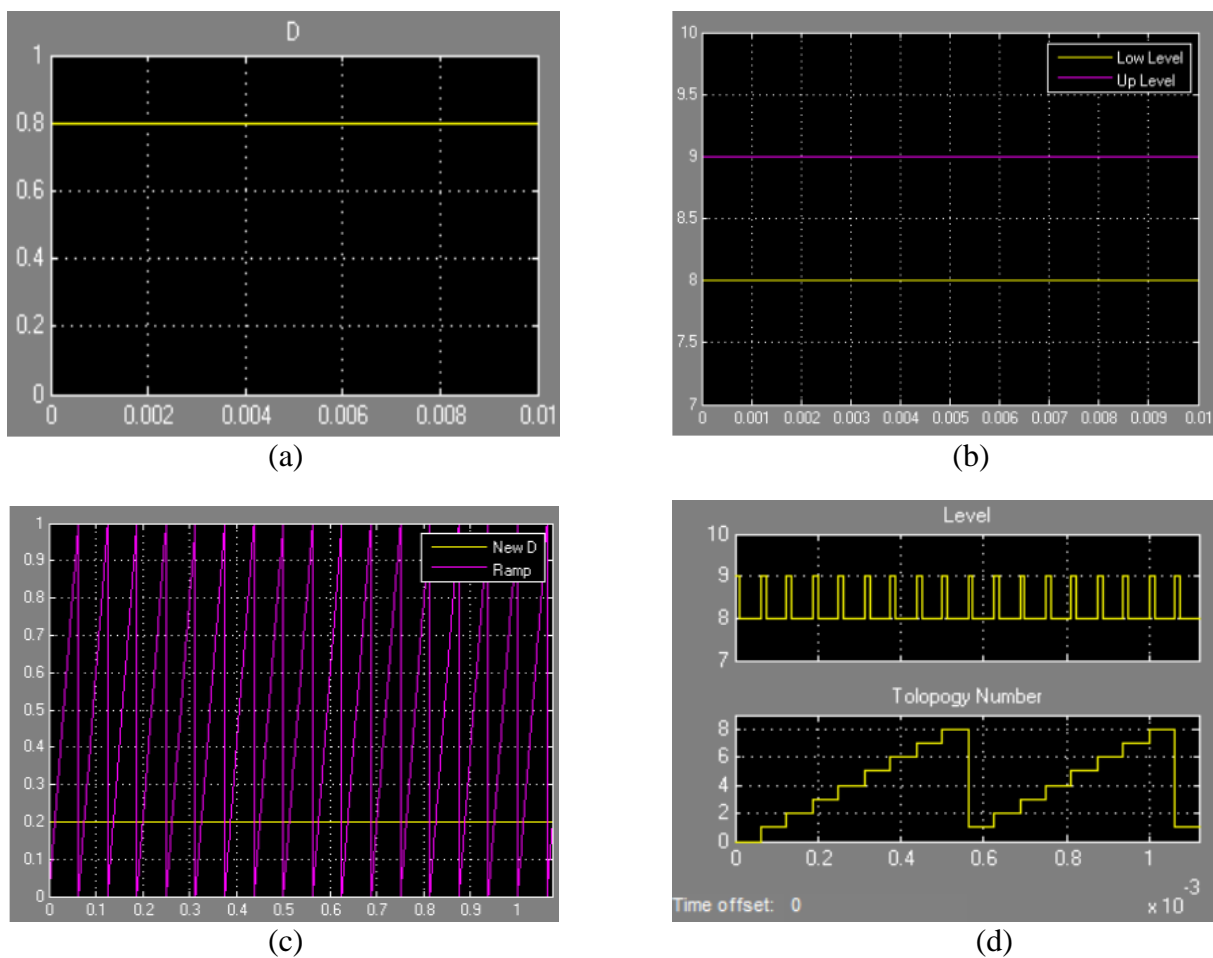 D
1
0.8
0.6
0.4
0.2
0
0 0.002 0.004 0.006 0.008 0.01
(a)
10
9.5
9
8.5
8
7.5
7
Low Level
Up Level
0 0.001 0.002 0.003 0.004 0.005 0.006 0.007 0.008 0.009 0.01
(b)
1
0.9
0.8
0.7
0.6
0.5
0.4
0.3
0.2
0.1
0
New D
Ramp
0 0.1 0.2 0.3 0.4 0.5 0.6 0.7 0.8 0.9 1
(c)
Level
10
9
8
7
Tolopogy Number
8
6
4
2
0
0 0.2 0.4 0.6 0.8 1
Time offset: 0
x 10 -3
(d)